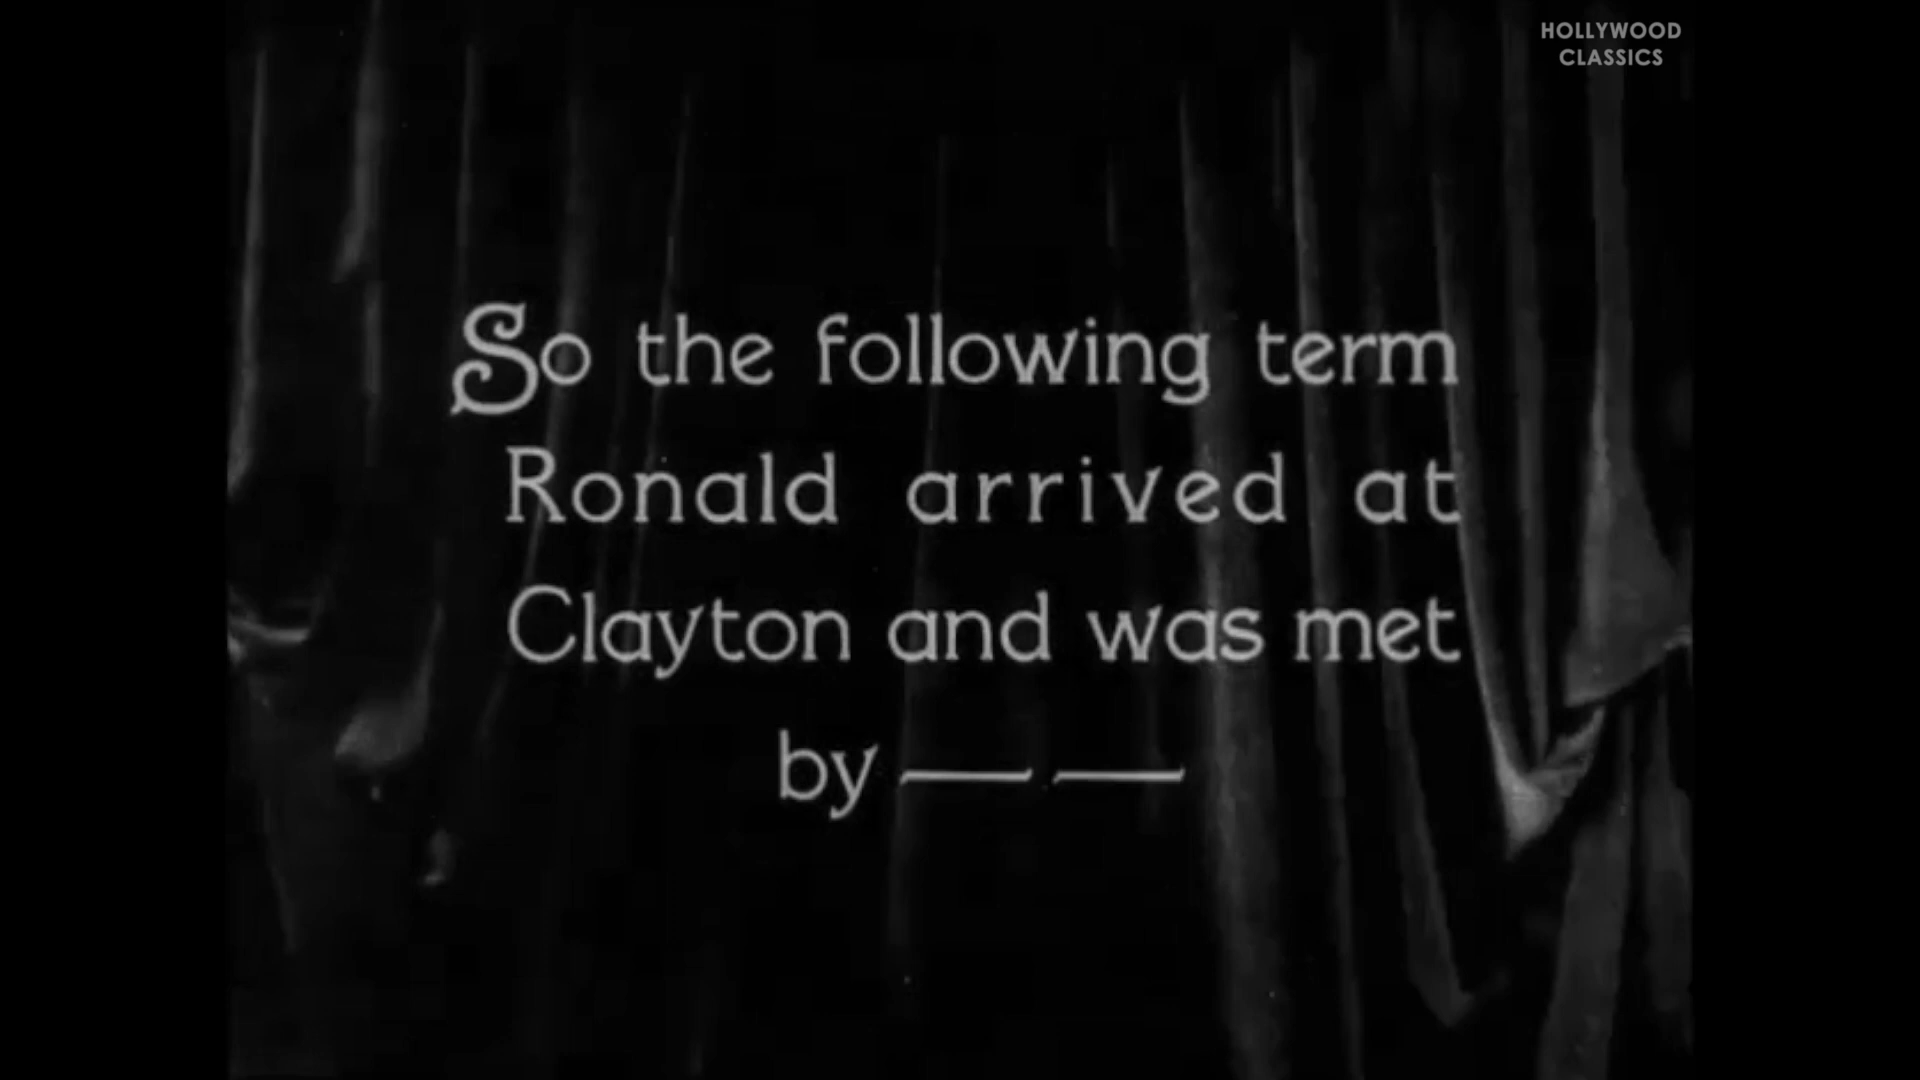 HOLLYWOOD
CLASSICS
So the following term
Ronald arrived at
Clayton and was met
by — —